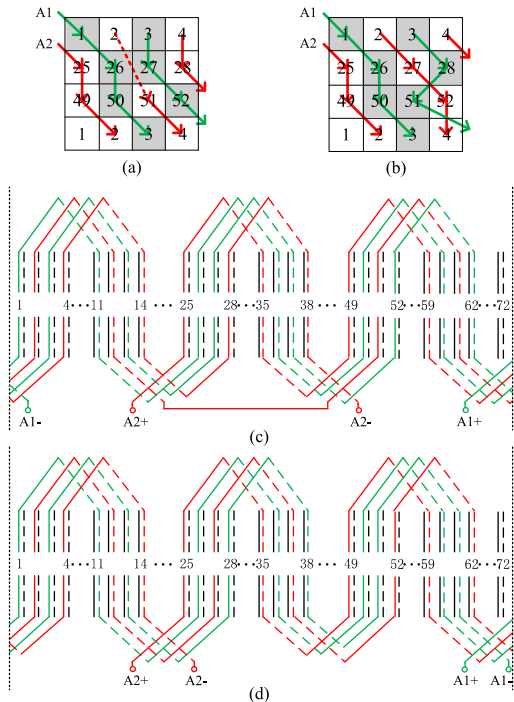 A1
1 2 3 4
A2
25 26 27 28
49 50 51 52
1 2 3 4
(a)
A1
1 2 3 4
A2
25 26 27 28
49 50 51 52
1 2 3 4
(b)
1 4 ··· 11 14 ··· 25 28 ··· 35 38 ··· 49 52 ··· 59 62 ··· 72
A1- A2+ A2- A1+
(c)
1 4 ··· 11 14 ··· 25 28 ··· 35 38 ··· 49 52 ··· 59 62 ··· 72
A2+ A2- A1+ A1-
(d)